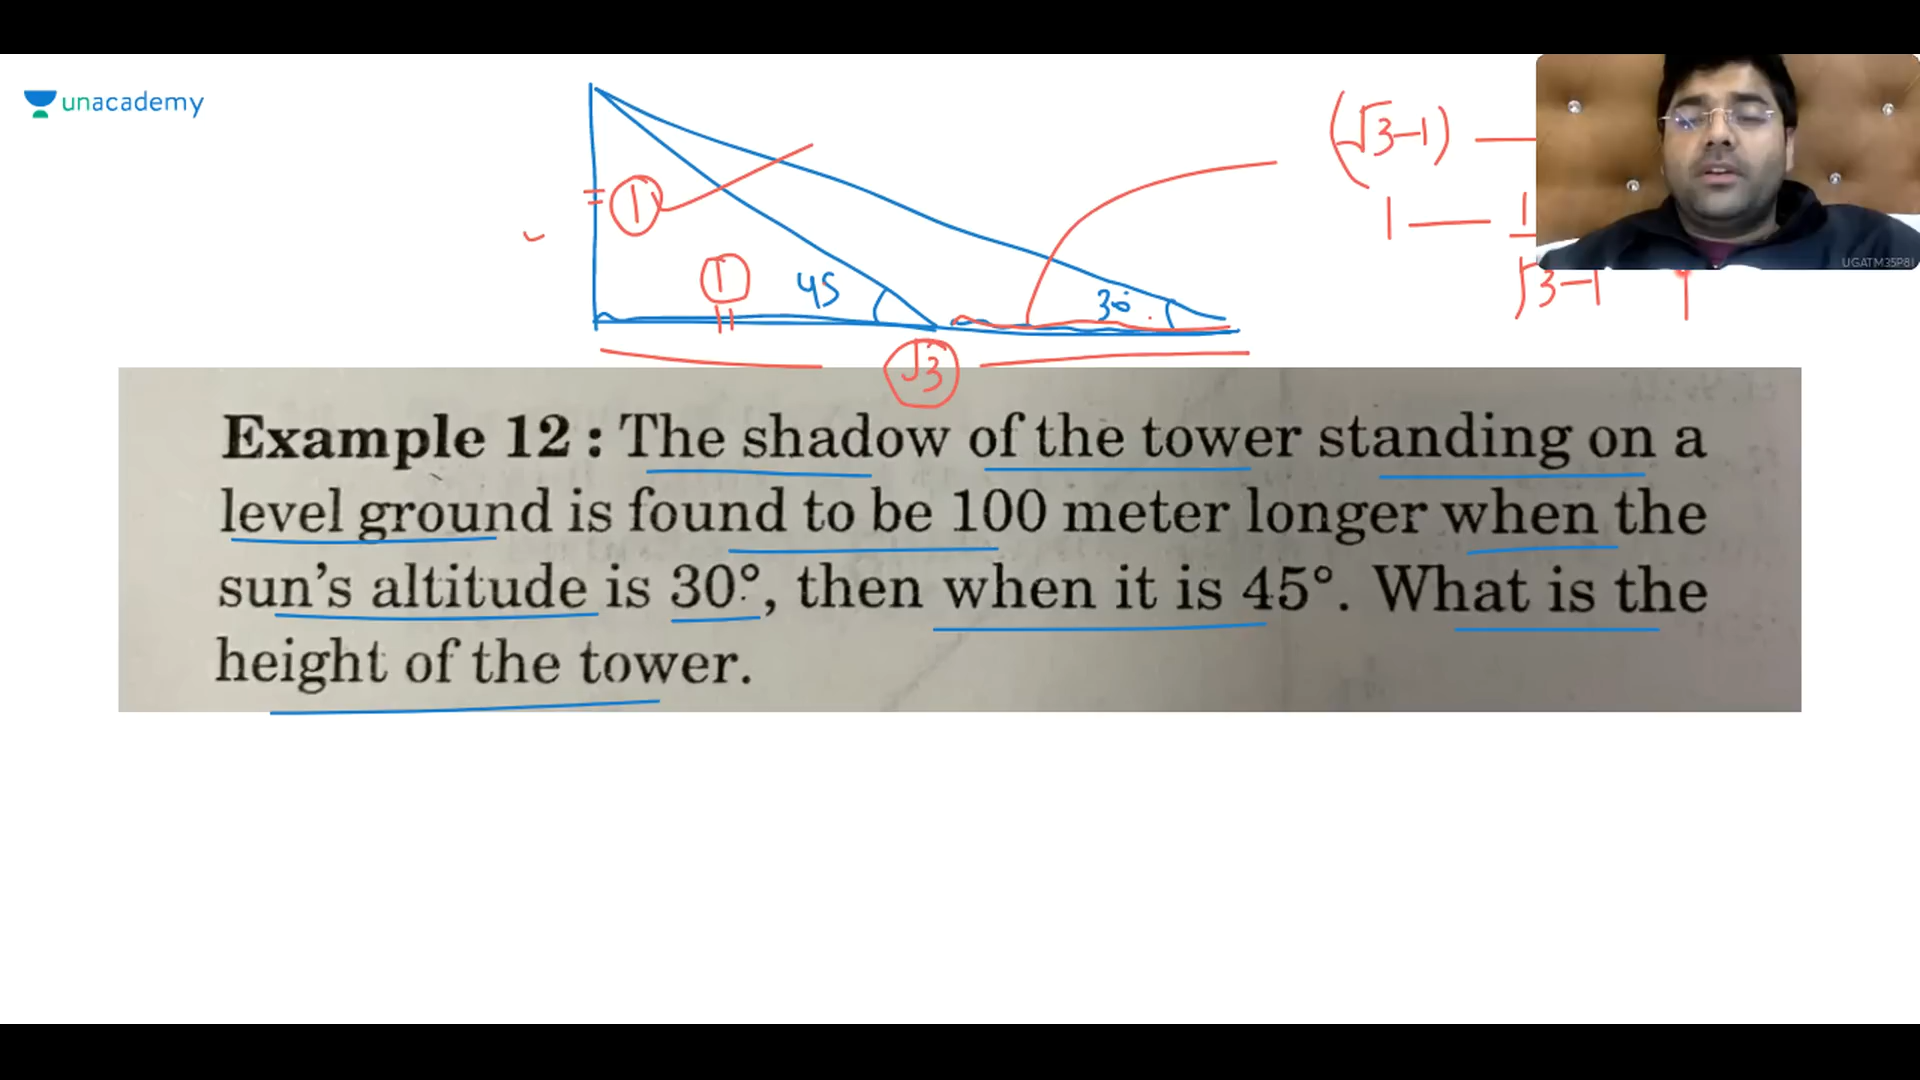 unacademy
(√3-1) —
1 — 1
√3-1
1
1
45
30°
√3
UGATM35P8I
Example 12 : The shadow of the tower standing on a
level ground is found to be 100 meter longer when the
sun's altitude is 30°, then when it is 45°. What is the
height of the tower.